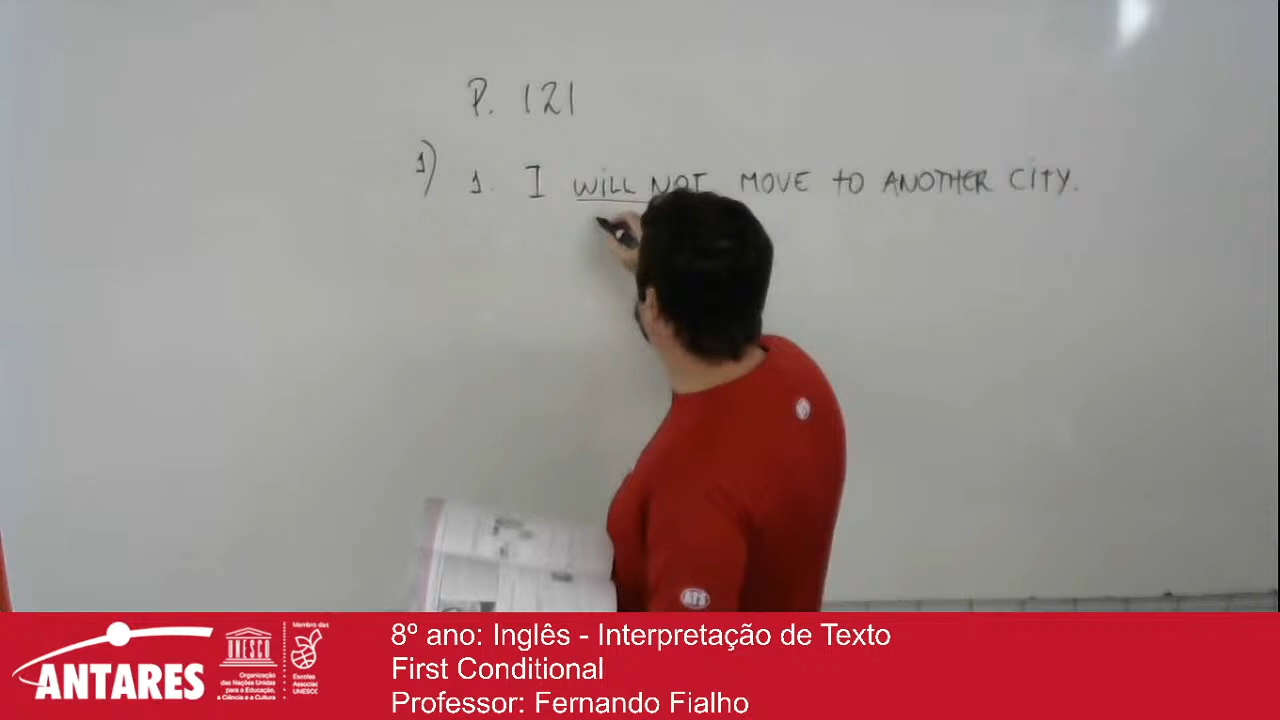 P. 121
1) 1. I WILL NOT MOVE TO ANOTHER CITY.
ATS
ANTARES
UNESCO
Organização
das Nações Unidas
para a Educação,
a Ciência e a Cultura
Membro das
Escolas
Associadas
UNESCO
8º ano: Inglês - Interpretação de Texto
First Conditional
Professor: Fernando Fialho